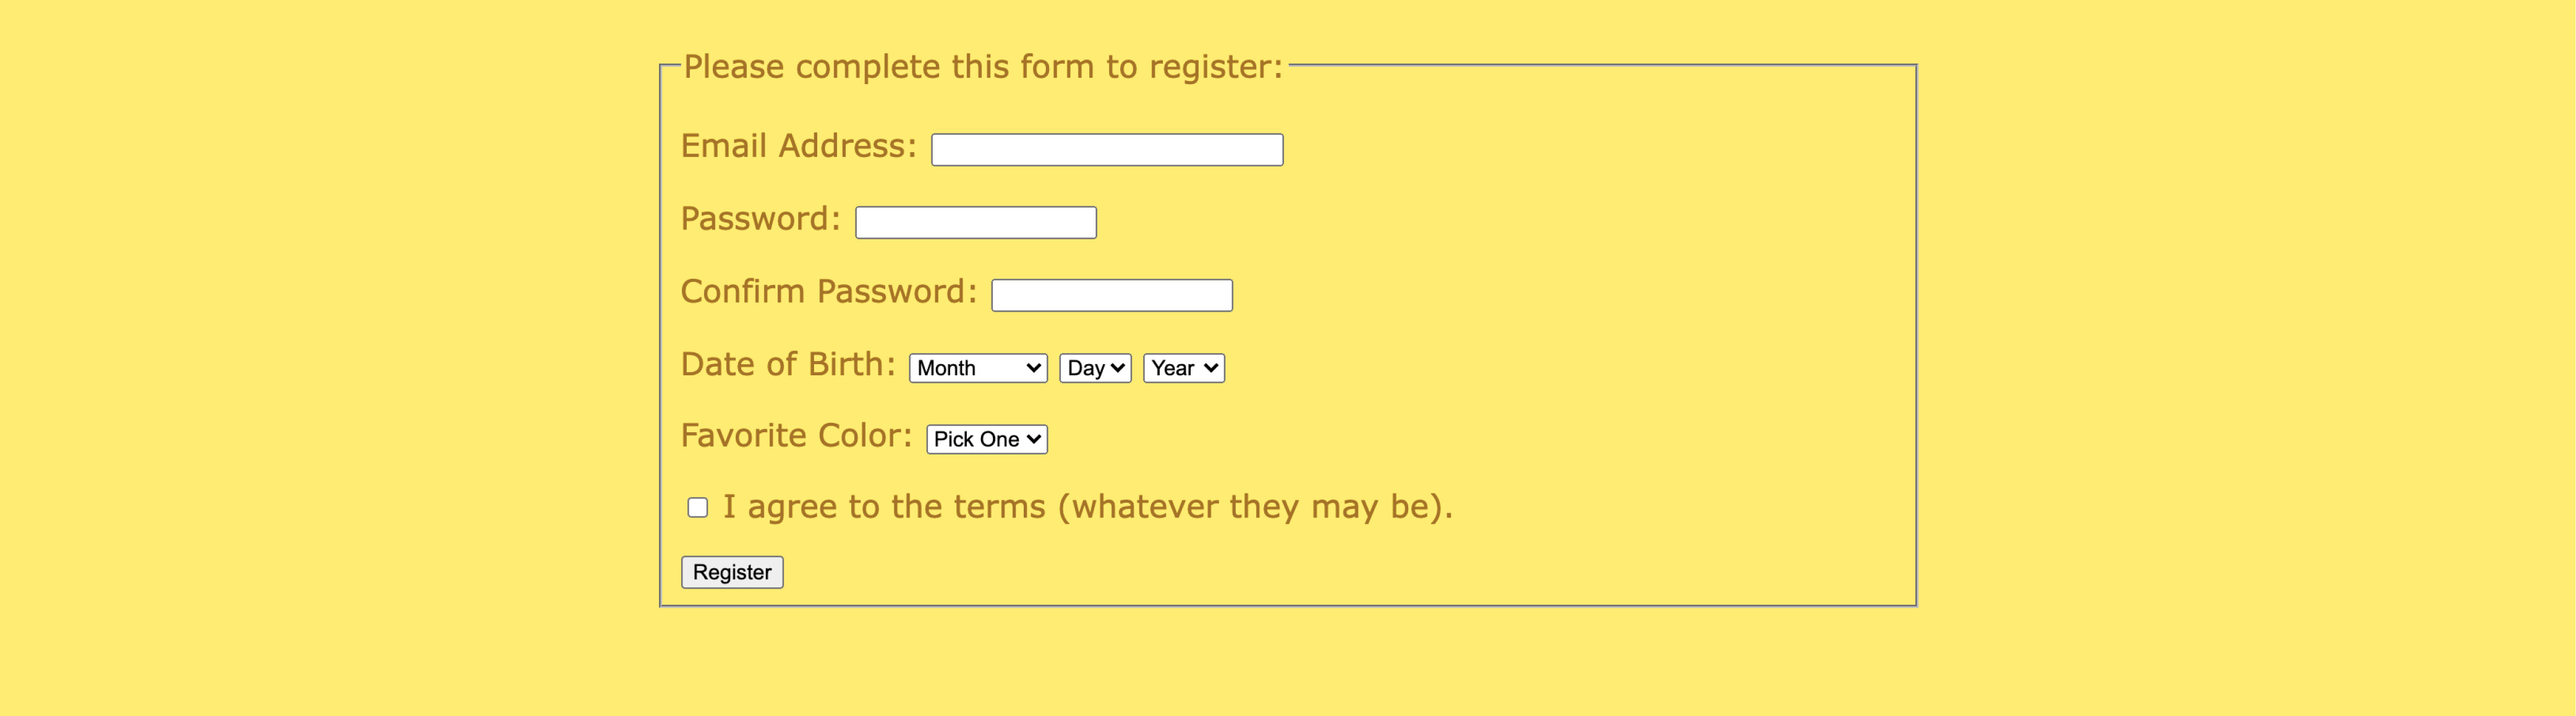 Please complete this form to register:
Email Address:
Password:
Confirm Password:
Date of Birth: Month Day Year
Favorite Color: Pick One
I agree to the terms (whatever they may be).
Register